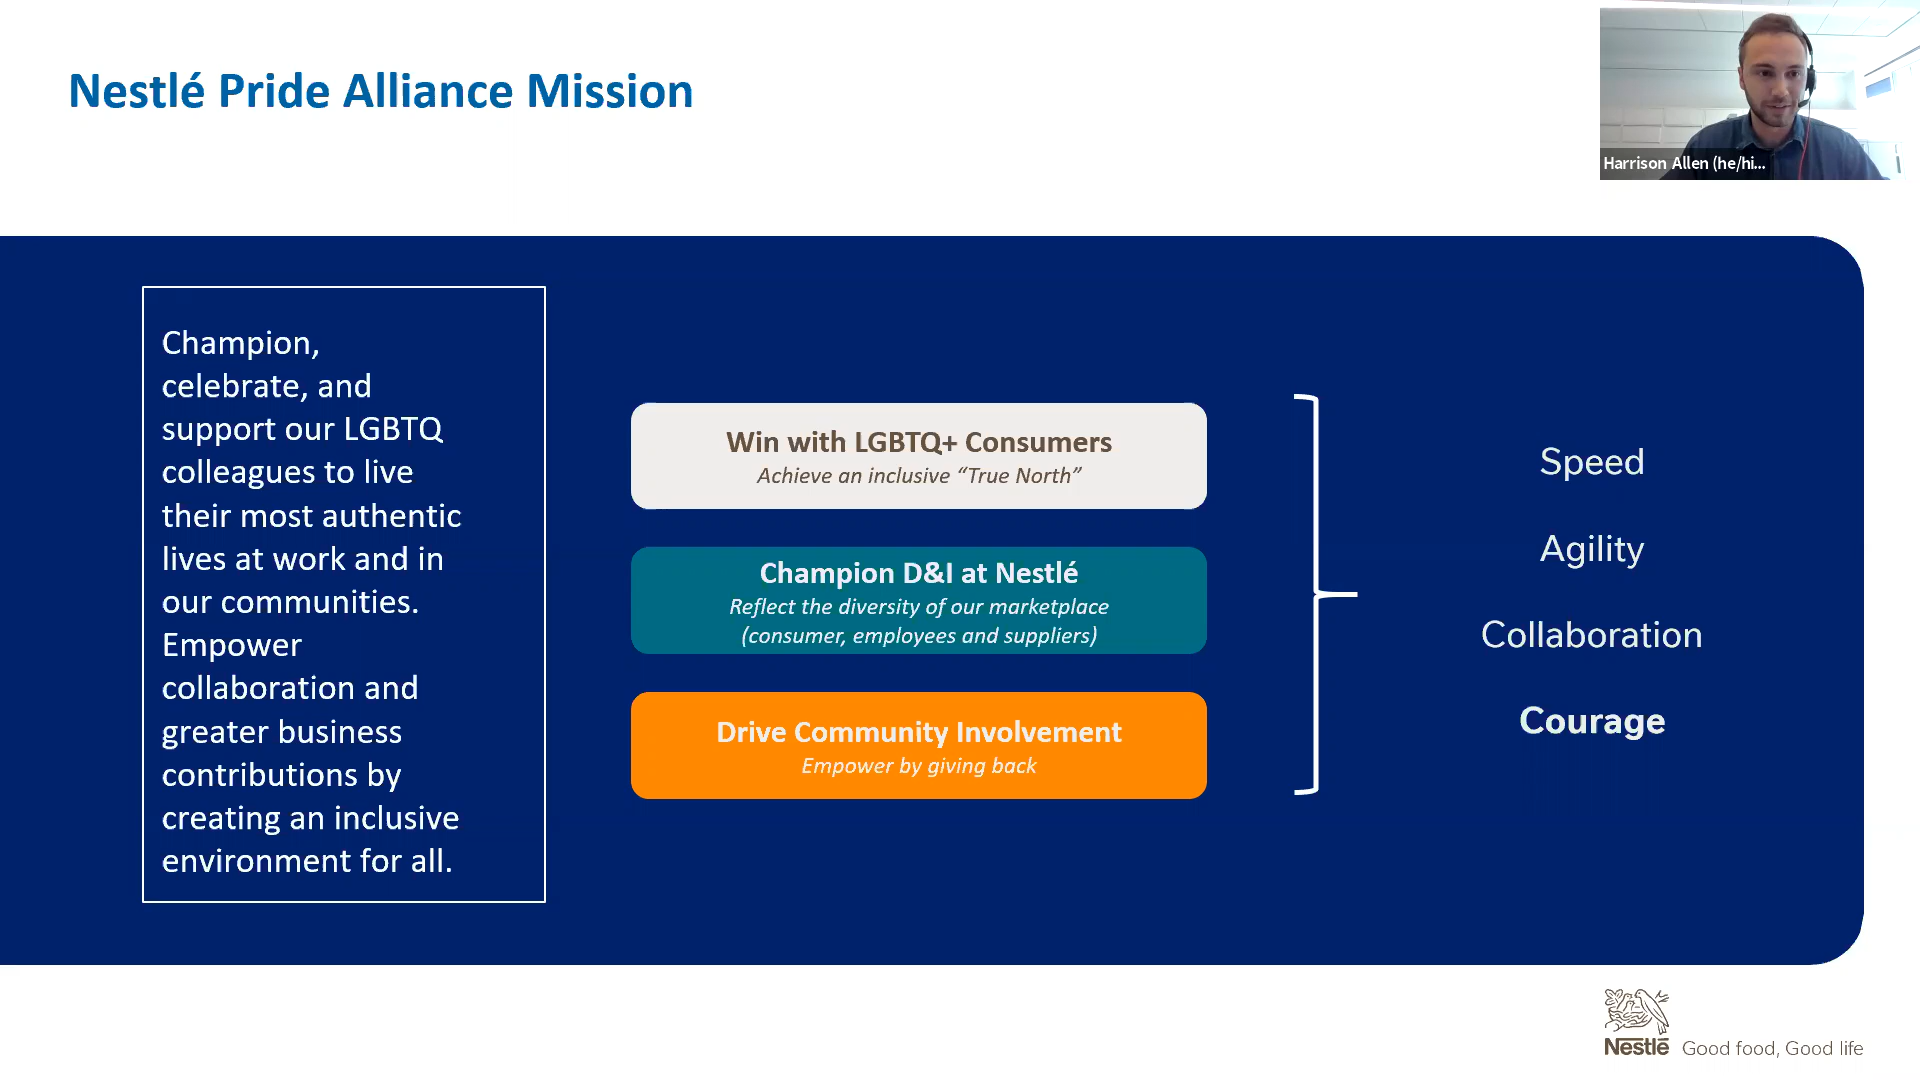 Nestlé Pride Alliance Mission
Harrison Allen (he/hi...
Champion,
celebrate, and
support our LGBTQ
colleagues to live
their most authentic
lives at work and in
our communities.
Empower
collaboration and
greater business
contributions by
creating an inclusive
environment for all.
Win with LGBTQ+ Consumers
Achieve an inclusive “True North”
Champion D&I at Nestlé
Reflect the diversity of our marketplace
(consumer, employees and suppliers)
Drive Community Involvement
Empower by giving back
Speed
Agility
Collaboration
Courage
Nestlé Good food, Good life